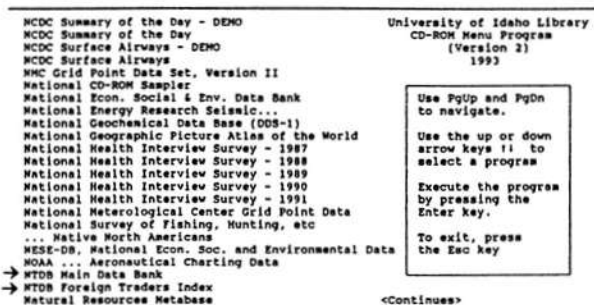 NCDC Summary of the Day - DEMO
NCDC Summary of the Day
NCDC Surface Airways - DEMO
NCDC Surface Airways
NMC Grid Point Data Set, Version II
National CD-ROM Sampler
National Econ. Social & Env. Data Bank
National Energy Research Seismic...
National Geochemical Data Base (DDS-1)
National Geographic Picture Atlas of the World
National Health Interview Survey - 1987
National Health Interview Survey - 1988
National Health Interview Survey - 1989
National Health Interview Survey - 1990
National Health Interview Survey - 1991
National Meterological Center Grid Point Data
National Survey of Fishing, Hunting, etc
... Native North Americans
NESE-DB, National Econ. Soc. and Environmental Data
NOAA ... Aeronautical Charting Data
→ NTDB Main Data Bank
→ NTDB Foreign Traders Index
Natural Resources Metabase
University of Idaho Library
CD-ROM Menu Program
(Version 2)
1993
Use PgUp and PgDn
to navigate.
Use the up or down
arrow keys ↑↓ to
select a program
Execute the program
by pressing the
Enter key.
To exit, press
the Esc key
<Continues>